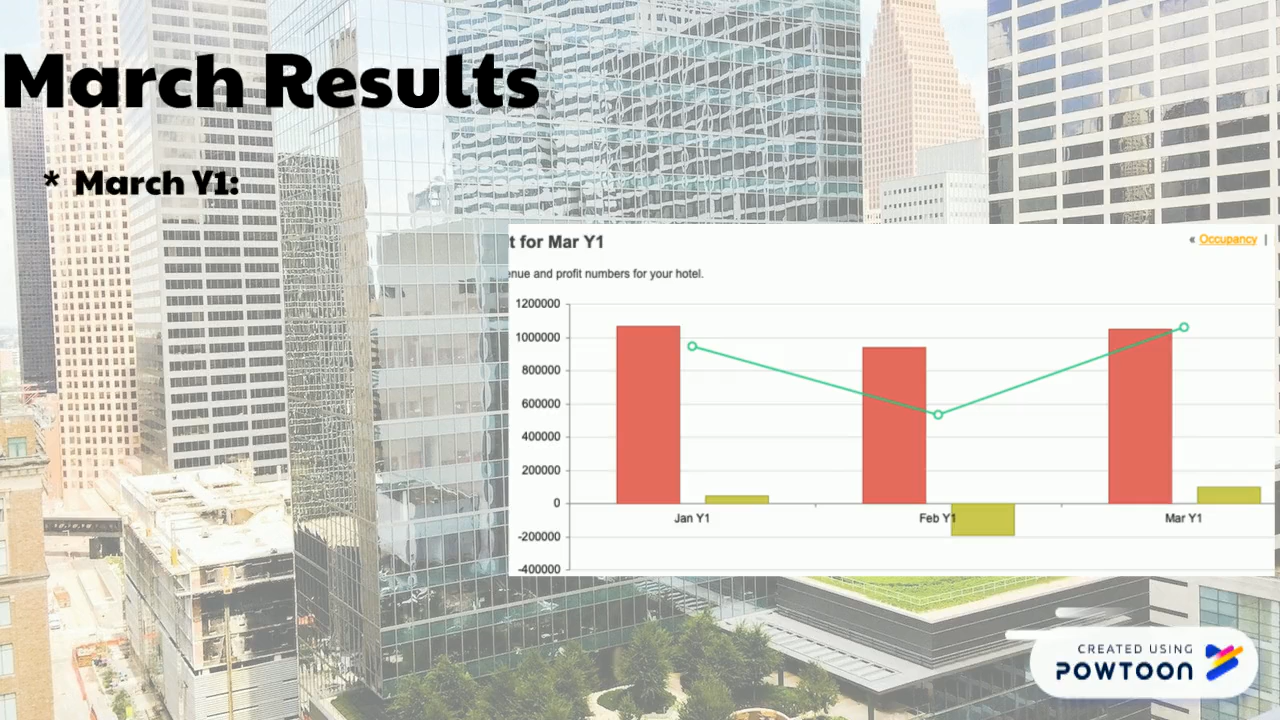 March Results
* March Y1:
t for Mar Y1
« Occupancy |
enue and profit numbers for your hotel.
1200000
1000000
800000
600000
400000
200000
0
-200000
-400000
Jan Y1
Feb Y1
Mar Y1
CREATED USING
POWTOON